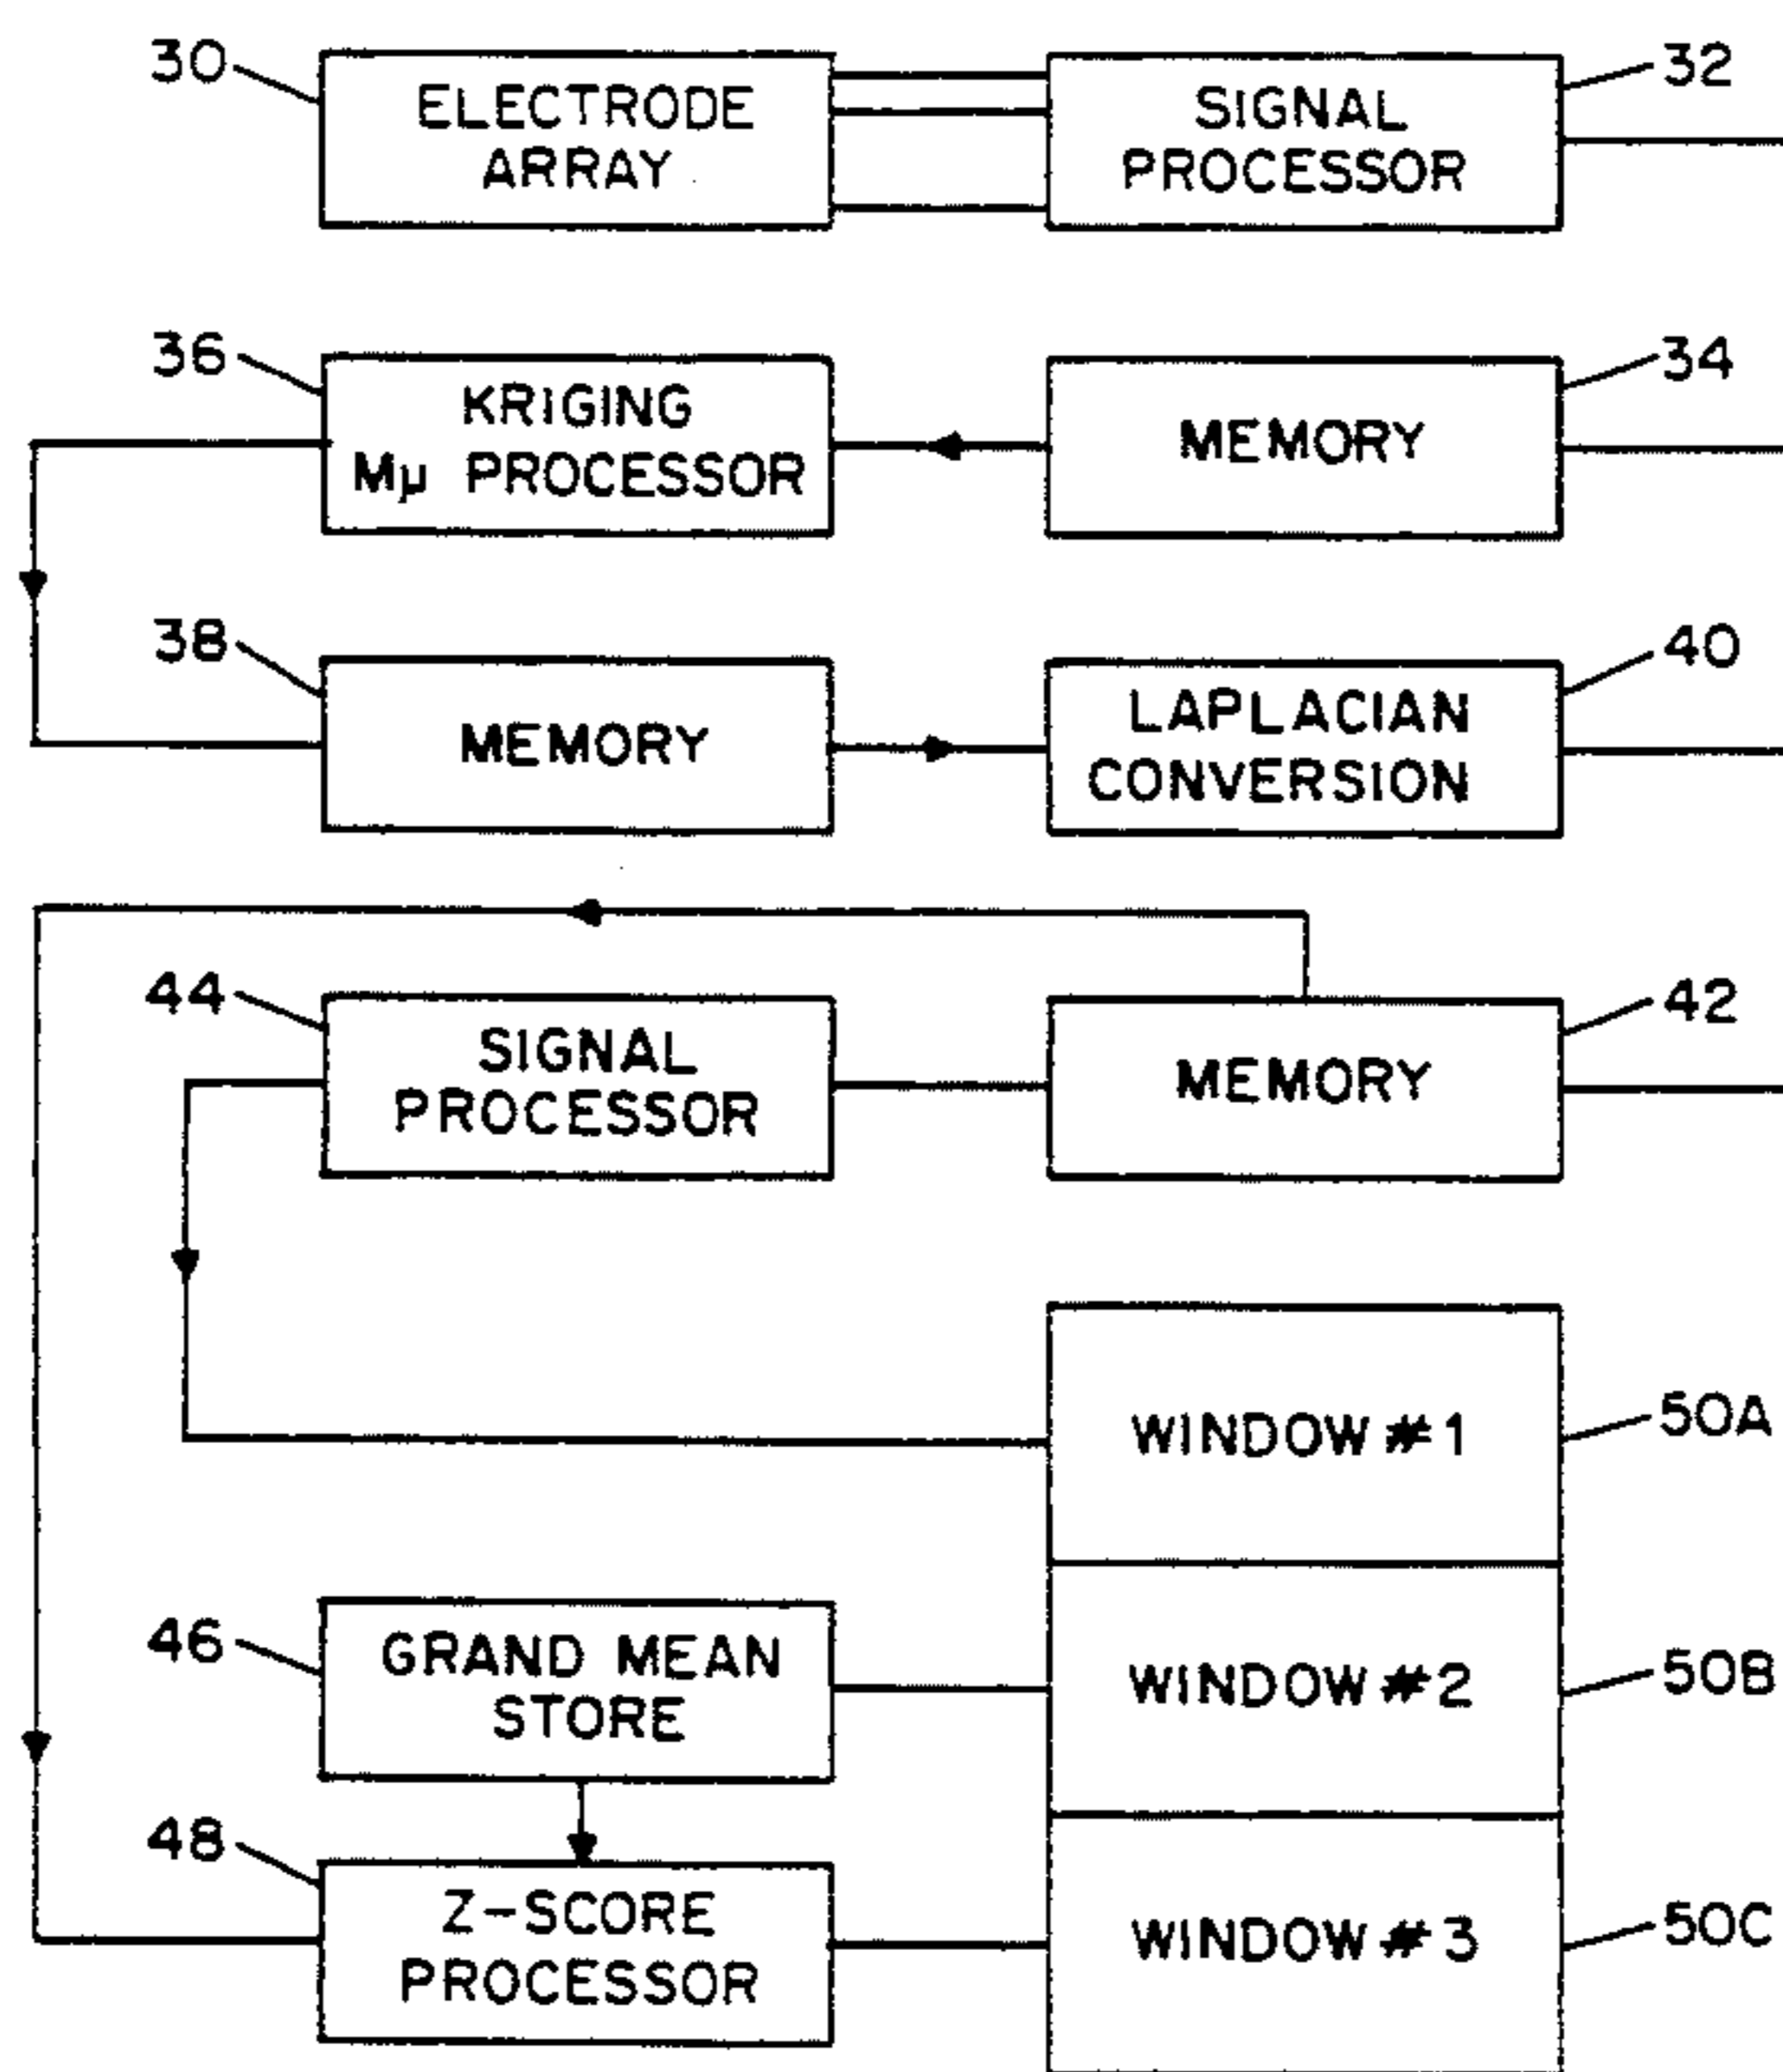 30
ELECTRODE
ARRAY
SIGNAL
PROCESSOR
32
36
KRIGING
Mµ PROCESSOR
MEMORY
34
38
MEMORY
LAPLACIAN
CONVERSION
40
44
SIGNAL
PROCESSOR
MEMORY
42
WINDOW #1
50A
46
GRAND MEAN
STORE
WINDOW #2
50B
48
Z-SCORE
PROCESSOR
WINDOW #3
50C